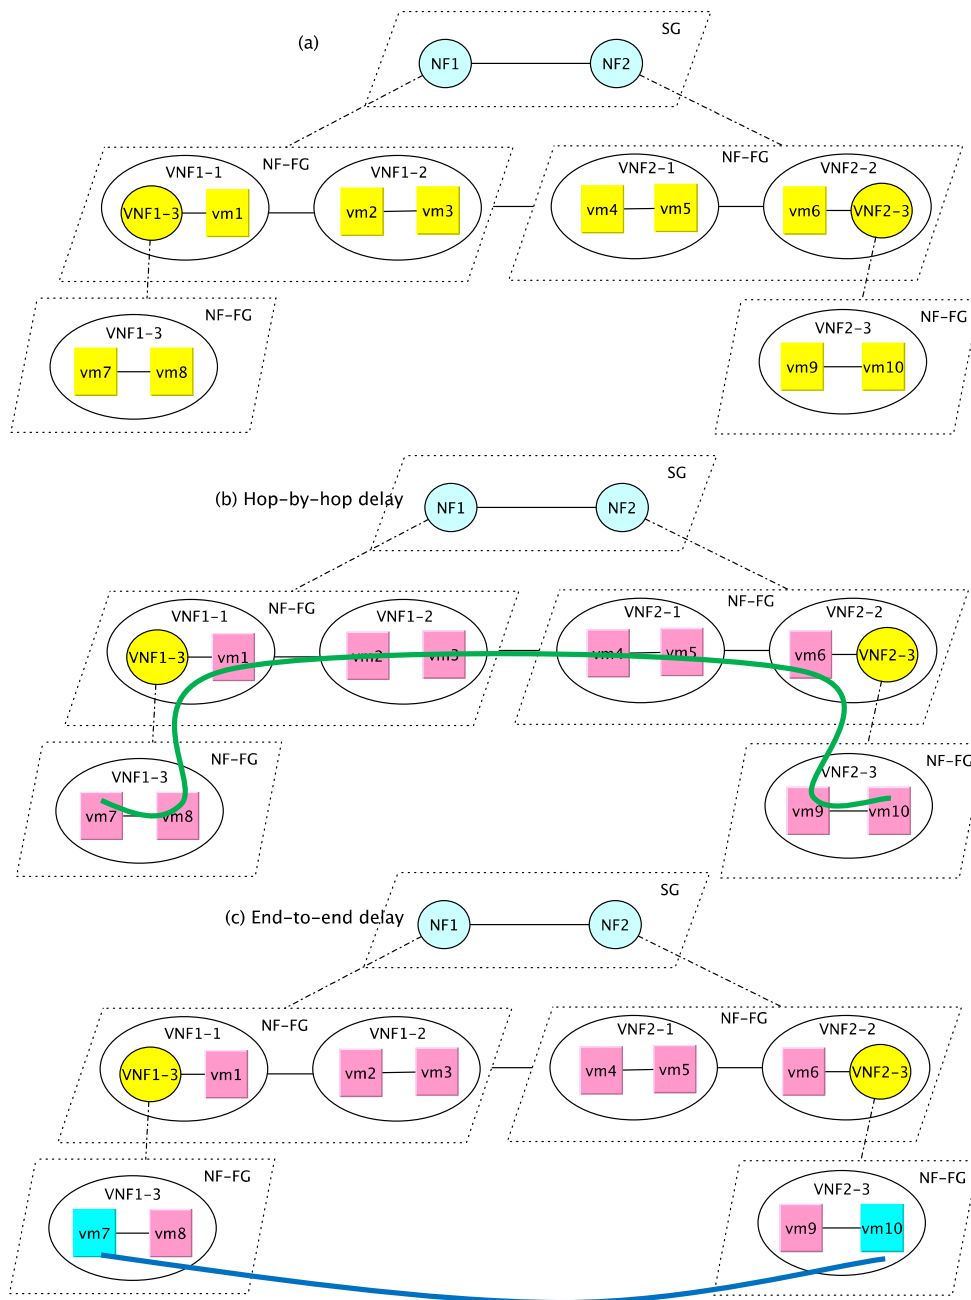 SG
(a)
NF1
NF2
VNF1-1
NF-FG
VNF1-2
VNF2-1
NF-FG
VNF2-2
VNF1-3
vm1
vm2
vm3
vm4
vm5
vm6
VNF2-3
NF-FG
VNF1-3
vm7
vm8
NF-FG
VNF2-3
vm9
vm10
SG
(b) Hop-by-hop delay
NF1
NF2
VNF1-1
NF-FG
VNF1-2
VNF2-1
NF-FG
VNF2-2
VNF1-3
vm1
vm2
vm3
vm4
vm5
vm6
VNF2-3
NF-FG
VNF1-3
vm7
vm8
NF-FG
VNF2-3
vm9
vm10
SG
(c) End-to-end delay
NF1
NF2
VNF1-1
NF-FG
VNF1-2
VNF2-1
NF-FG
VNF2-2
VNF1-3
vm1
vm2
vm3
vm4
vm5
vm6
VNF2-3
NF-FG
VNF1-3
vm7
vm8
NF-FG
VNF2-3
vm9
vm10